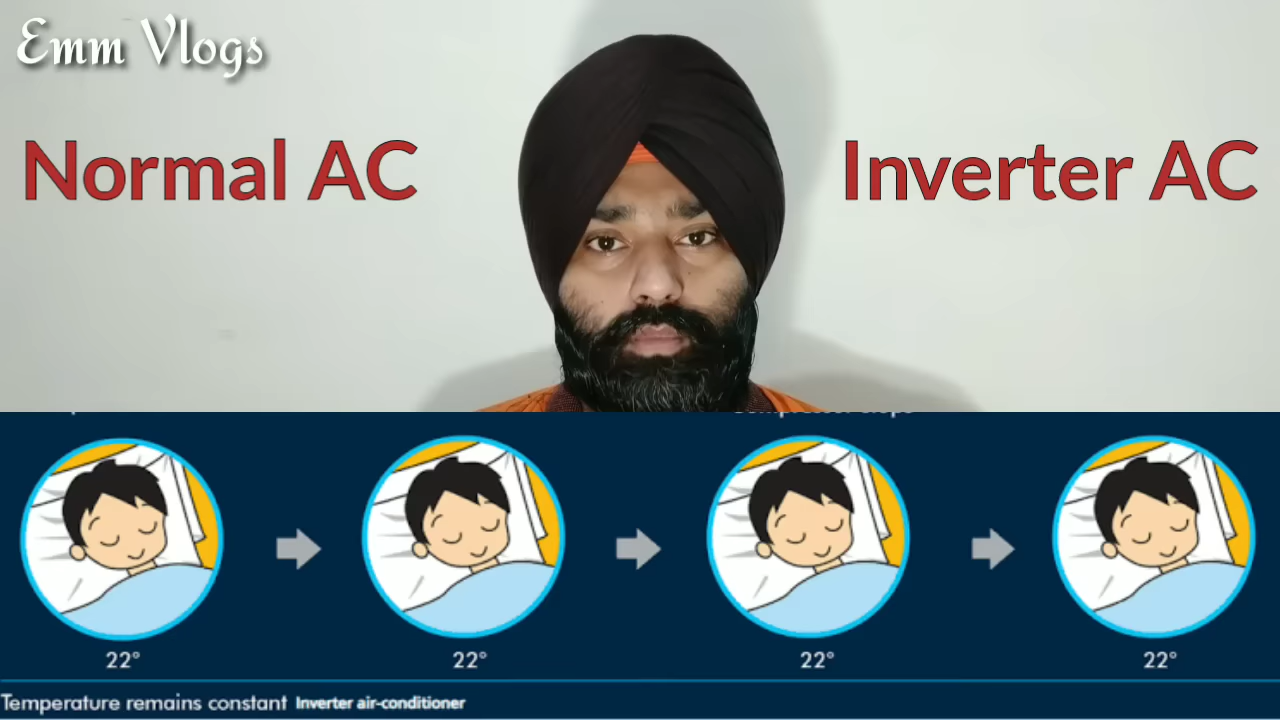 Emm Vlogs
Normal AC
Inverter AC
22°
22°
22°
22°
Temperature remains constant Inverter air-conditioner